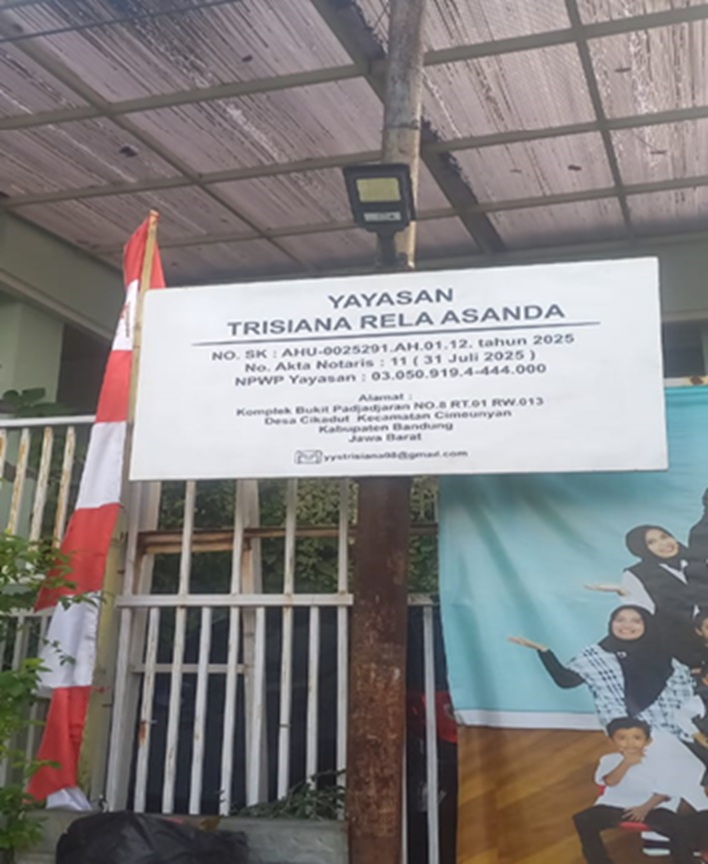 YAYASAN
TRISIANA RELA ASANDA
NO. SK : AHU-0025291.AH.01.12. tahun 2025
No. Akta Notaris : 11 ( 31 Juli 2025 )
NPWP Yayasan : 03.050.919.4-444.000
Alamat :
Komplek Bukit Padjadjaran NO.8 RT.01 RW.013
Desa Cikadut Kecamatan Cimeunyan
Kabupaten Bandung
Jawa Barat
yystrisiana08@gmail.com